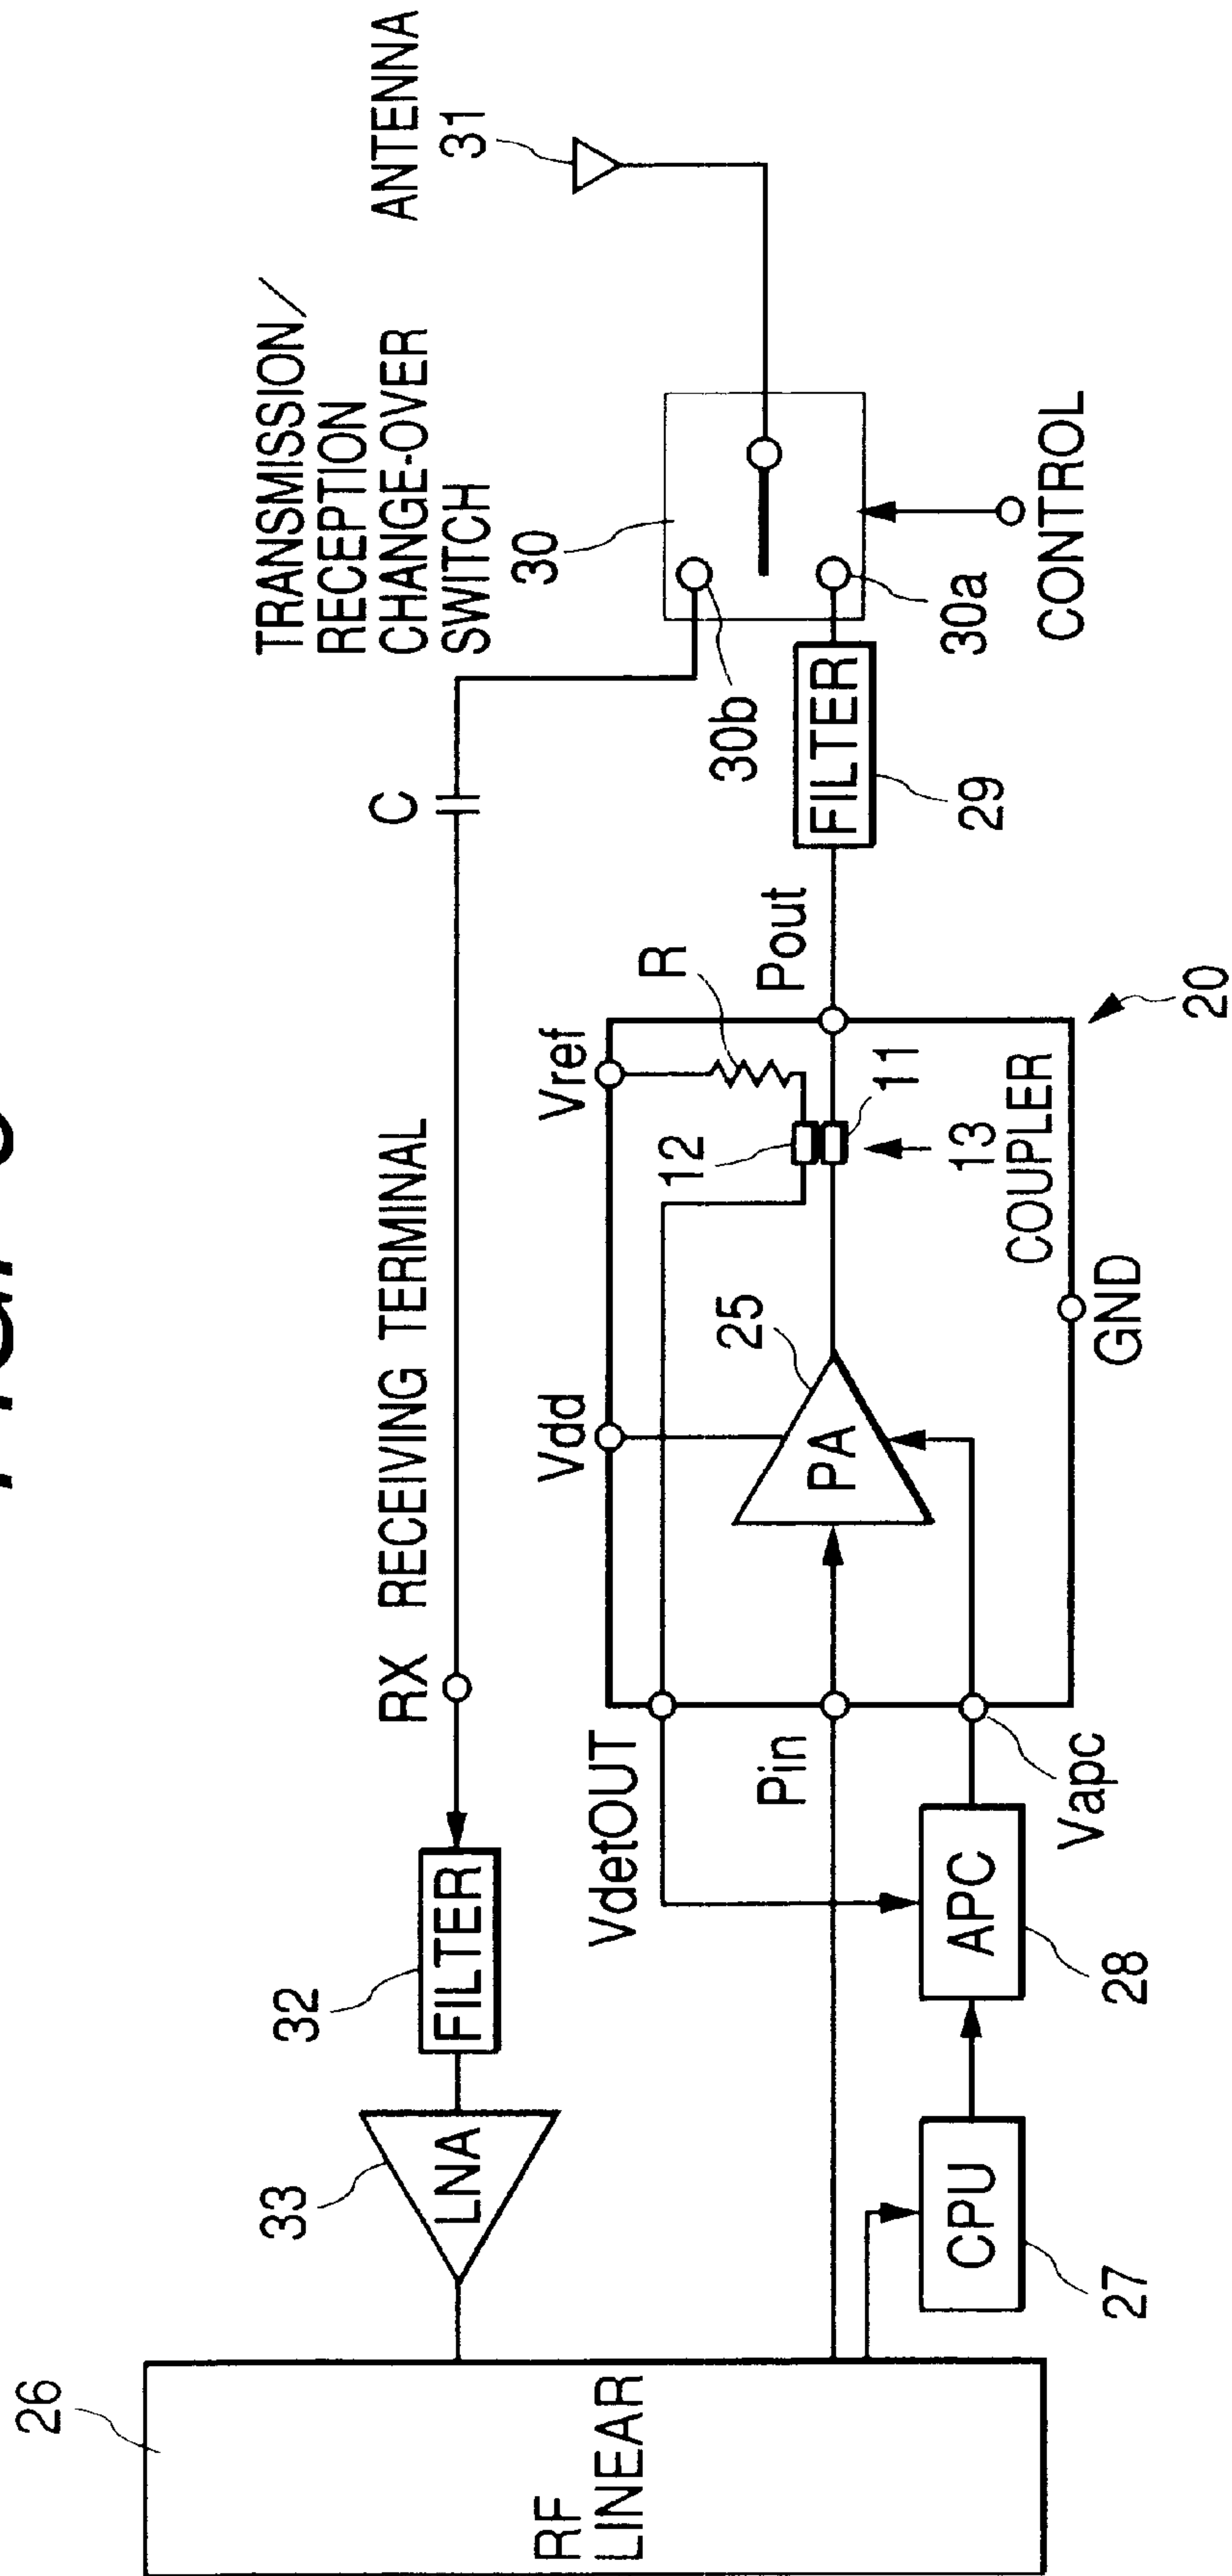 TRANSMISSION/
RECEPTION
CHANGE-OVER
SWITCH
ANTENNA
31
30
30b
30a
CONTROL
C
RX RECEIVING TERMINAL
FILTER
32
LNA
33
26
RF
LINEAR
FILTER
29
Pout
Vref
R
12
11
13
COUPLER
20
Vdd
25
PA
GND
VdetOUT
Pin
Vapc
APC
28
CPU
27